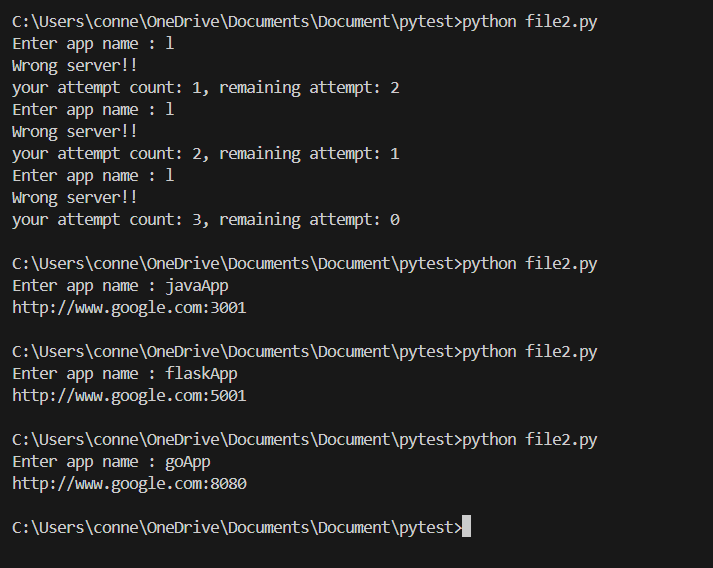 C:\Users\conne\OneDrive\Documents\Document\pytest>python file2.py
Enter app name : l
Wrong server!!
your attempt count: 1, remaining attempt: 2
Enter app name : l
Wrong server!!
your attempt count: 2, remaining attempt: 1
Enter app name : l
Wrong server!!
your attempt count: 3, remaining attempt: 0
C:\Users\conne\OneDrive\Documents\Document\pytest>python file2.py
Enter app name : javaApp
http://www.google.com:3001
C:\Users\conne\OneDrive\Documents\Document\pytest>python file2.py
Enter app name : flaskApp
http://www.google.com:5001
C:\Users\conne\OneDrive\Documents\Document\pytest>python file2.py
Enter app name : goApp
http://www.google.com:8080
C:\Users\conne\OneDrive\Documents\Document\pytest>